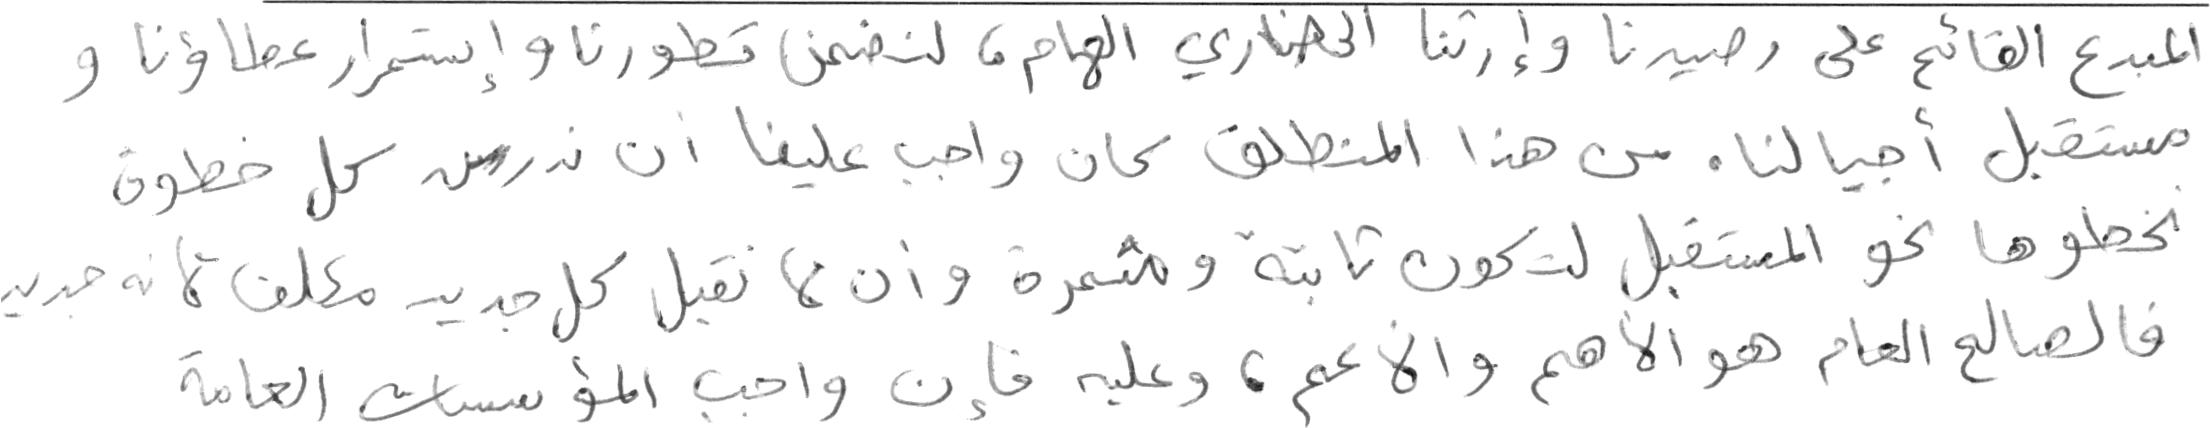 المبدع القائم على رصيدنا وإرثنا الحضاري الهام، لنضمن تطورنا وإستمرار عطاؤنا و
مستقبل أجيالنا. من هذا المنطلق كان واجب علينا أن ندرس كل خطوة
نخطوها نحو المستقبل لتكون ثابتة ومثمرة وأن لا نقبل كل جديد مكلف لأنه جديد
فالصالح العام هو الأهم والأعم، وعليه فإن واجب المؤسسات العامة